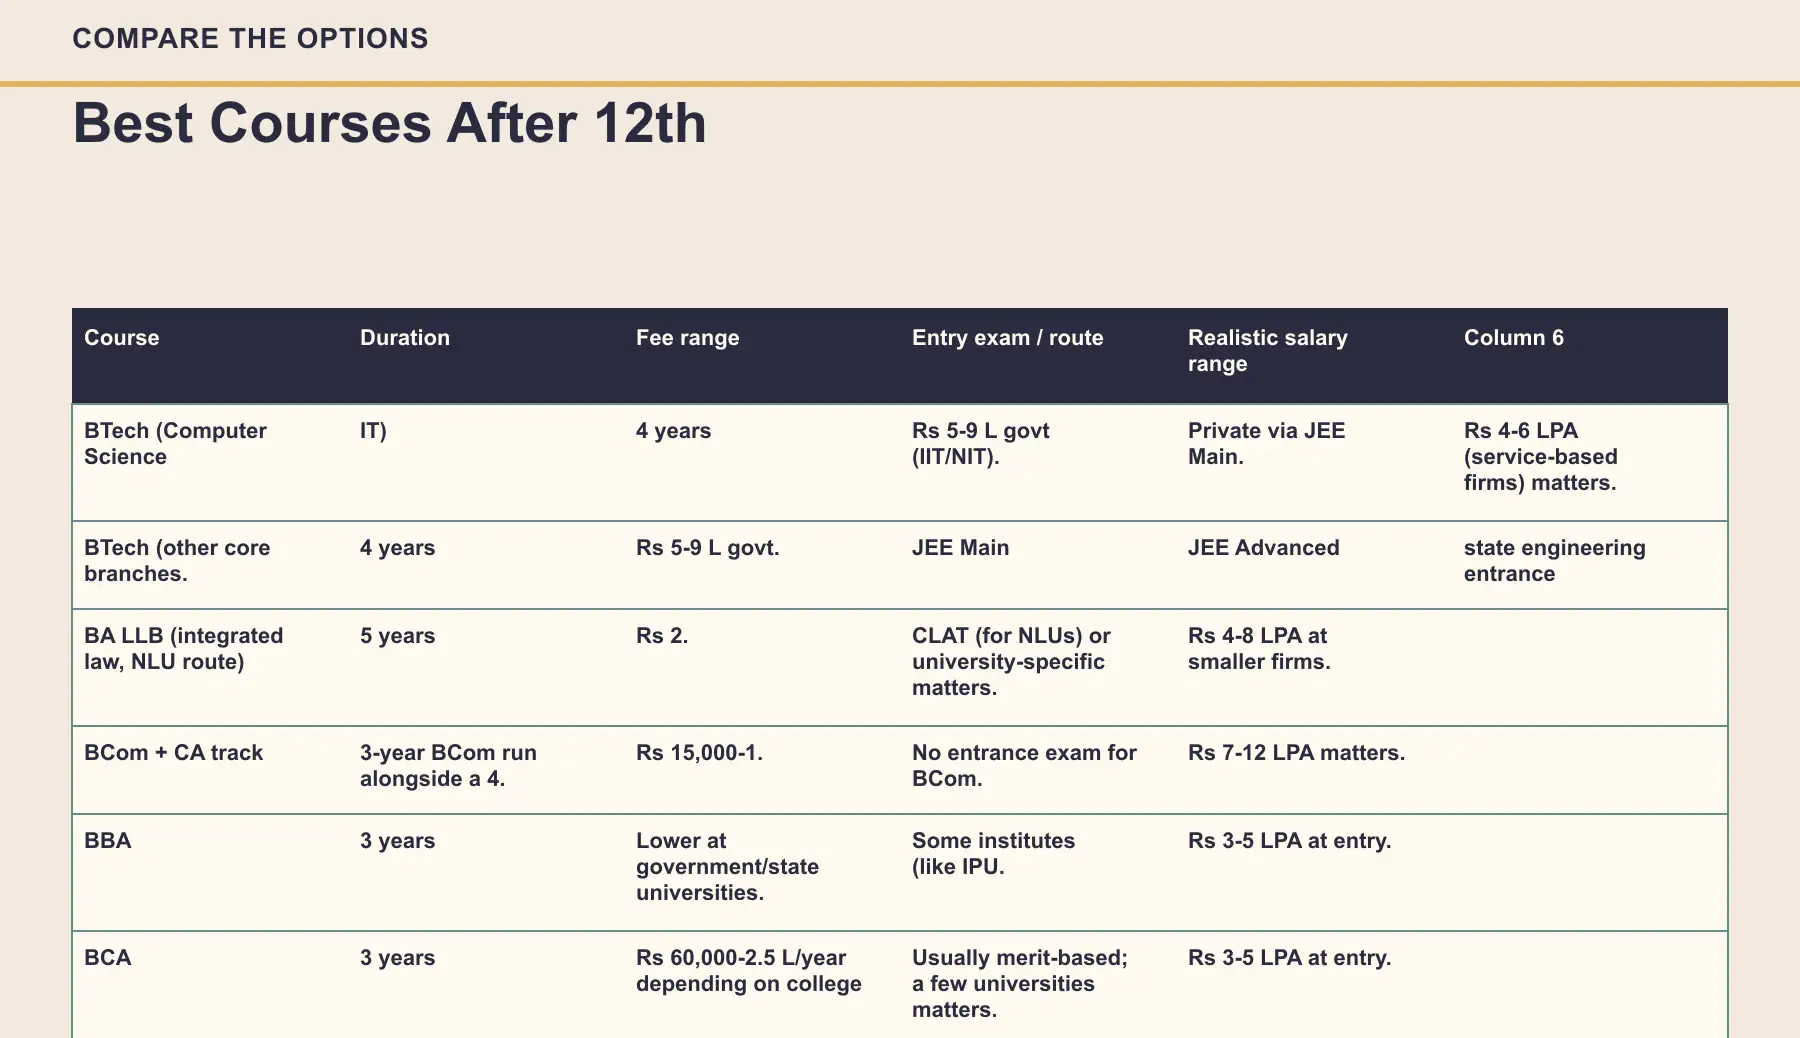 COMPARE THE OPTIONS
Best Courses After 12th
Course Duration Fee range Entry exam / route Realistic salary range Column 6
BTech (Computer Science IT) 4 years Rs 5-9 L govt (IIT/NIT). Private via JEE Main. Rs 4-6 LPA (service-based firms) matters.
BTech (other core branches. 4 years Rs 5-9 L govt. JEE Main JEE Advanced state engineering entrance
BA LLB (integrated law, NLU route) 5 years Rs 2. CLAT (for NLUs) or university-specific matters. Rs 4-8 LPA at smaller firms.
BCom + CA track 3-year BCom run alongside a 4. Rs 15,000-1. No entrance exam for BCom. Rs 7-12 LPA matters.
BBA 3 years Lower at government/state universities. Some institutes (like IPU. Rs 3-5 LPA at entry.
BCA 3 years Rs 60,000-2.5 L/year depending on college Usually merit-based; a few universities matters. Rs 3-5 LPA at entry.